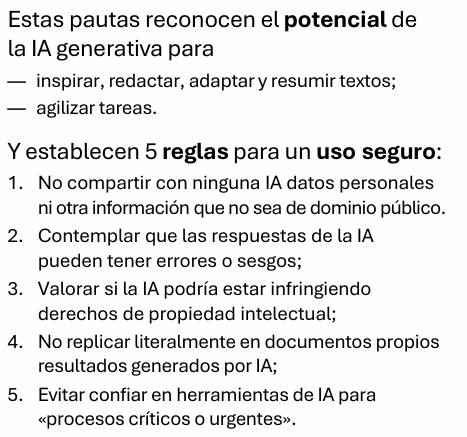 Estas pautas reconocen el potencial de
la IA generativa para
— inspirar, redactar, adaptar y resumir textos;
— agilizar tareas.
Y establecen 5 reglas para un uso seguro:
1. No compartir con ninguna IA datos personales
ni otra información que no sea de dominio público.
2. Contemplar que las respuestas de la IA
pueden tener errores o sesgos;
3. Valorar si la IA podría estar infringiendo
derechos de propiedad intelectual;
4. No replicar literalmente en documentos propios
resultados generados por IA;
5. Evitar confiar en herramientas de IA para
«procesos críticos o urgentes».